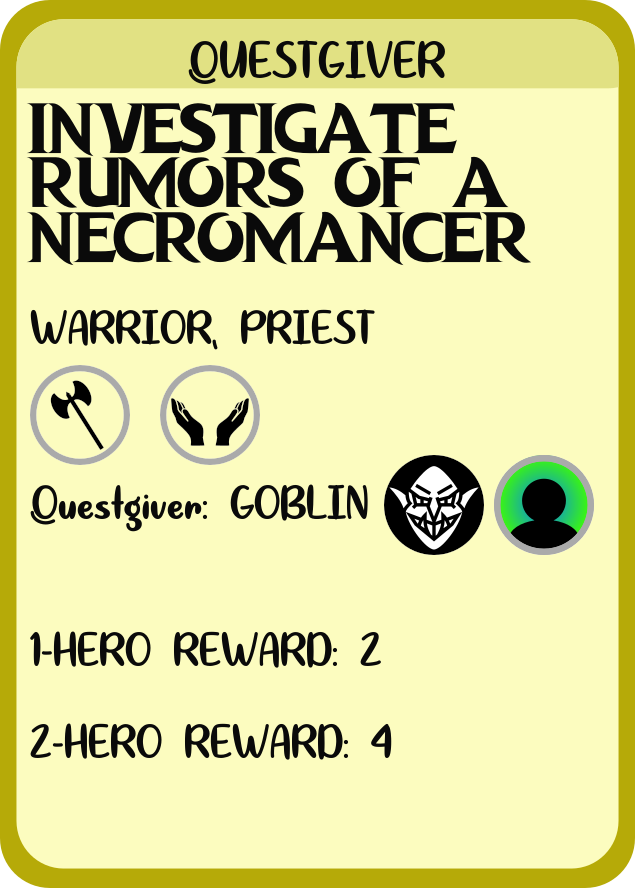 QUESTGIVER
INVESTIGATE
RUMORS OF A
NECROMANCER
WARRIOR, PRIEST
Questgiver: GOBLIN
1-HERO REWARD: 2
2-HERO REWARD: 4